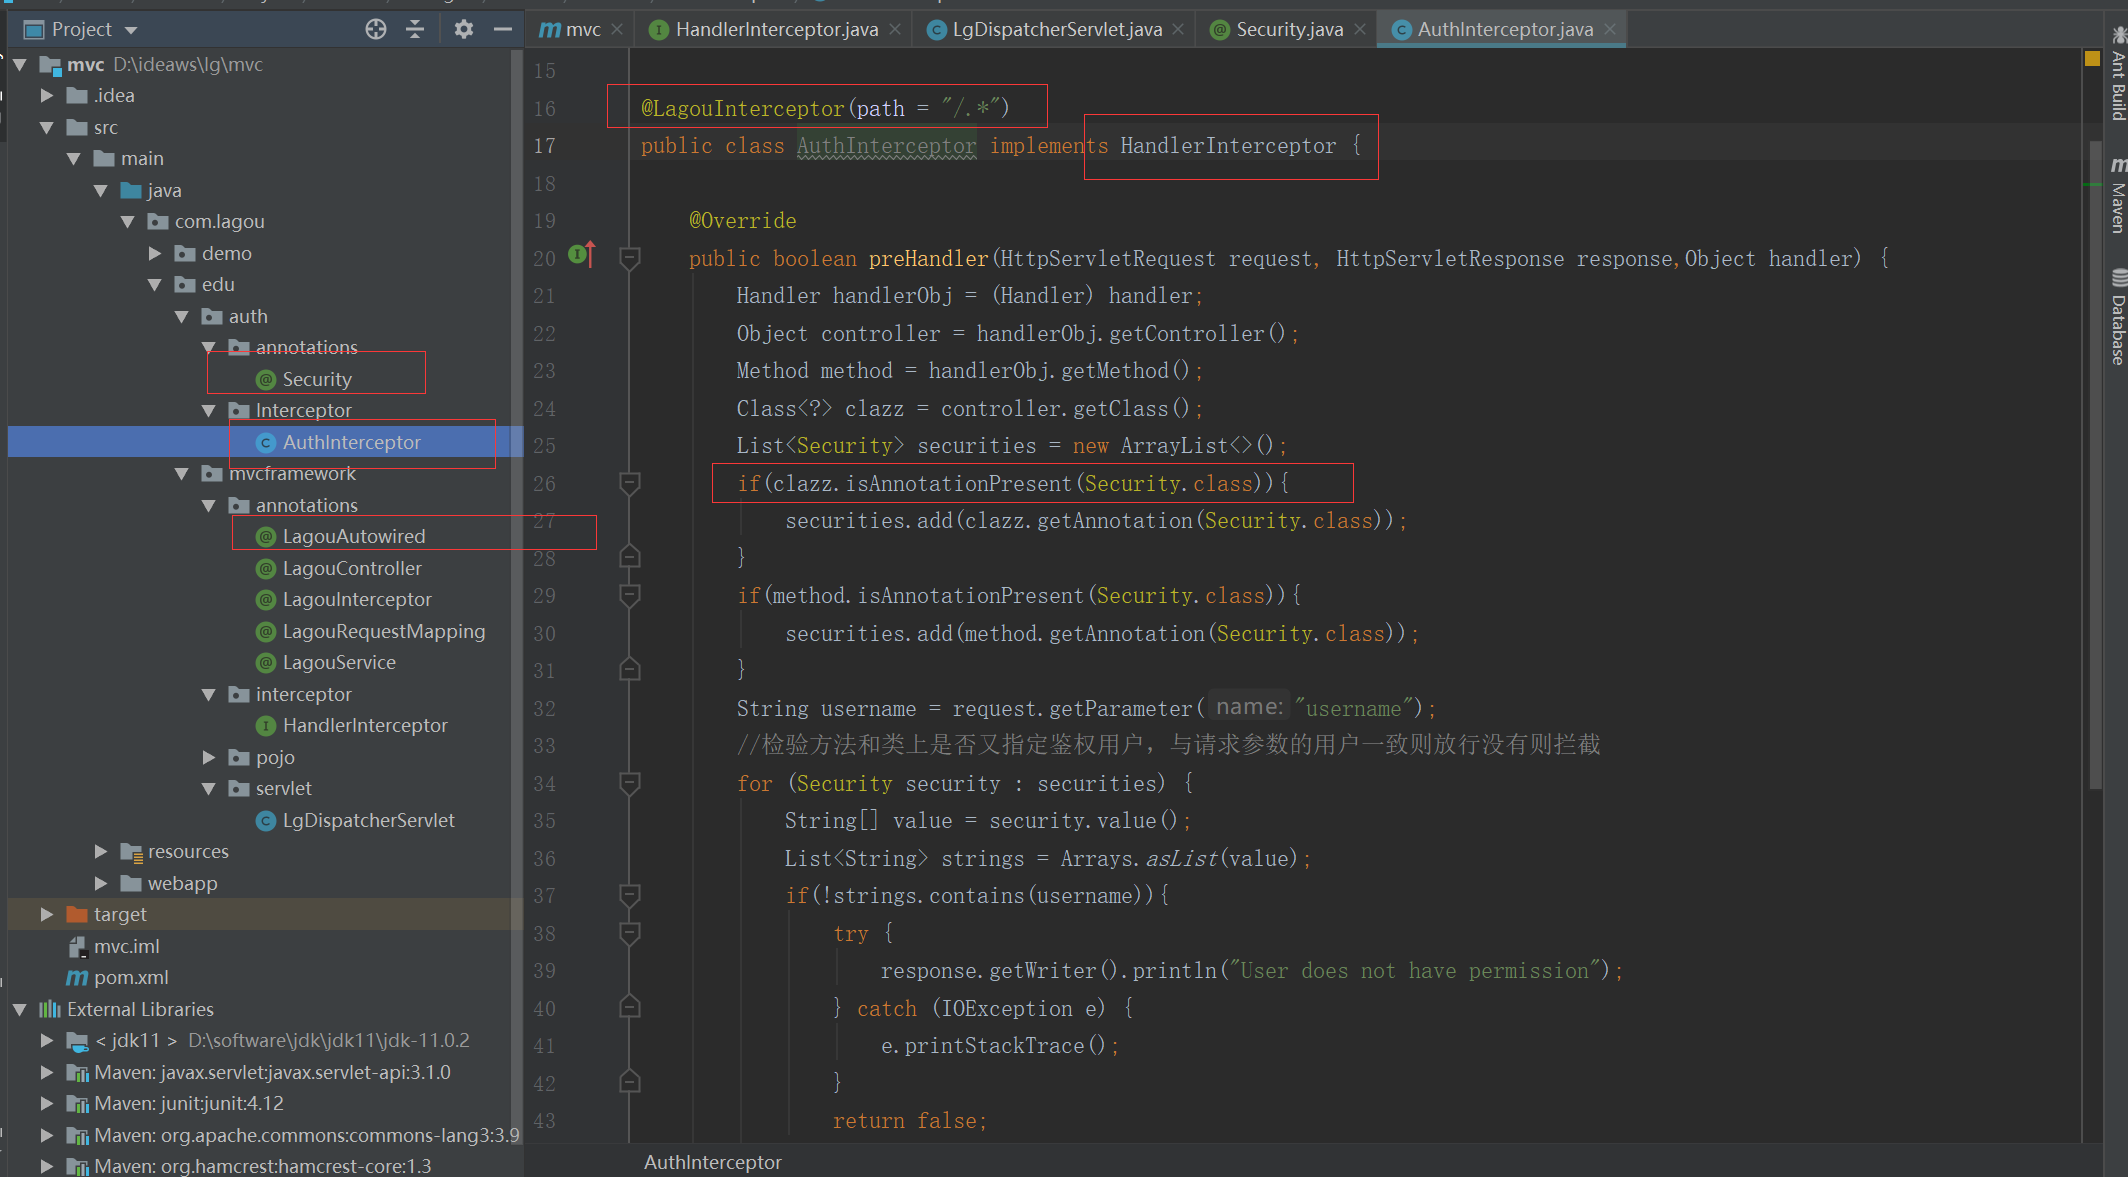 Project
mvc D:\ideaws\lg\mvc
.idea
src
main
java
com.lagou
demo
edu
auth
annotations
Security
Interceptor
AuthInterceptor
mvcframework
annotations
LagouAutowired
LagouController
LagouInterceptor
LagouRequestMapping
LagouService
interceptor
HandlerInterceptor
pojo
servlet
LgDispatcherServlet
resources
webapp
target
mvc.iml
pom.xml
External Libraries
< jdk11 > D:\software\jdk\jdk11\jdk-11.0.2
Maven: javax.servlet:javax.servlet-api:3.1.0
Maven: junit:junit:4.12
Maven: org.apache.commons:commons-lang3:3.9
Maven: org.hamcrest:hamcrest-core:1.3
mvc HandlerInterceptor.java LgDispatcherServlet.java Security.java AuthInterceptor.java
15
16 @LagouInterceptor(path = "/.*")
17 public class AuthInterceptor implements HandlerInterceptor {
18
19 @Override
20 public boolean preHandler(HttpServletRequest request, HttpServletResponse response,Object handler) {
21 Handler handlerObj = (Handler) handler;
22 Object controller = handlerObj.getController();
23 Method method = handlerObj.getMethod();
24 Class<?> clazz = controller.getClass();
25 List<Security> securities = new ArrayList<>();
26 if(clazz.isAnnotationPresent(Security.class)){
27 securities.add(clazz.getAnnotation(Security.class));
28 }
29 if(method.isAnnotationPresent(Security.class)){
30 securities.add(method.getAnnotation(Security.class));
31 }
32 String username = request.getParameter( name: "username");
33 //检验方法和类上是否又指定鉴权用户，与请求参数的用户一致则放行没有则拦截
34 for (Security security : securities) {
35 String[] value = security.value();
36 List<String> strings = Arrays.asList(value);
37 if(!strings.contains(username)){
38 try {
39 response.getWriter().println("User does not have permission");
40 } catch (IOException e) {
41 e.printStackTrace();
42 }
43 return false;
AuthInterceptor
Ant Build
Maven
Database